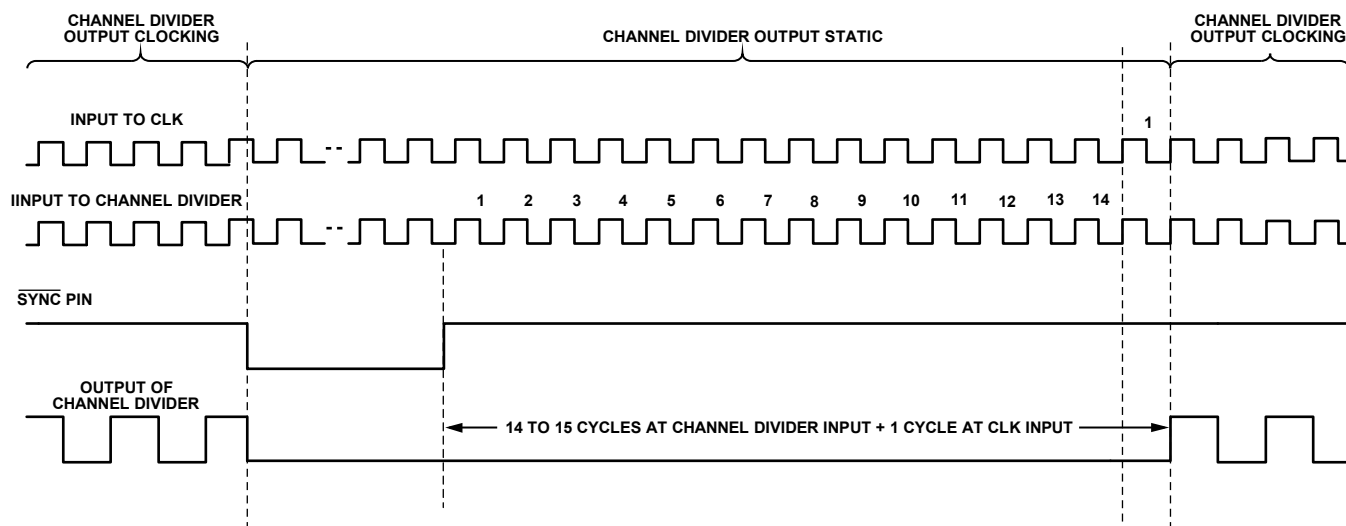 CHANNEL DIVIDER
OUTPUT CLOCKING
CHANNEL DIVIDER OUTPUT STATIC
CHANNEL DIVIDER
OUTPUT CLOCKING
INPUT TO CLK
1
IINPUT TO CHANNEL DIVIDER
1 2 3 4 5 6 7 8 9 10 11 12 13 14
SYNC PIN
OUTPUT OF
CHANNEL DIVIDER
14 TO 15 CYCLES AT CHANNEL DIVIDER INPUT + 1 CYCLE AT CLK INPUT